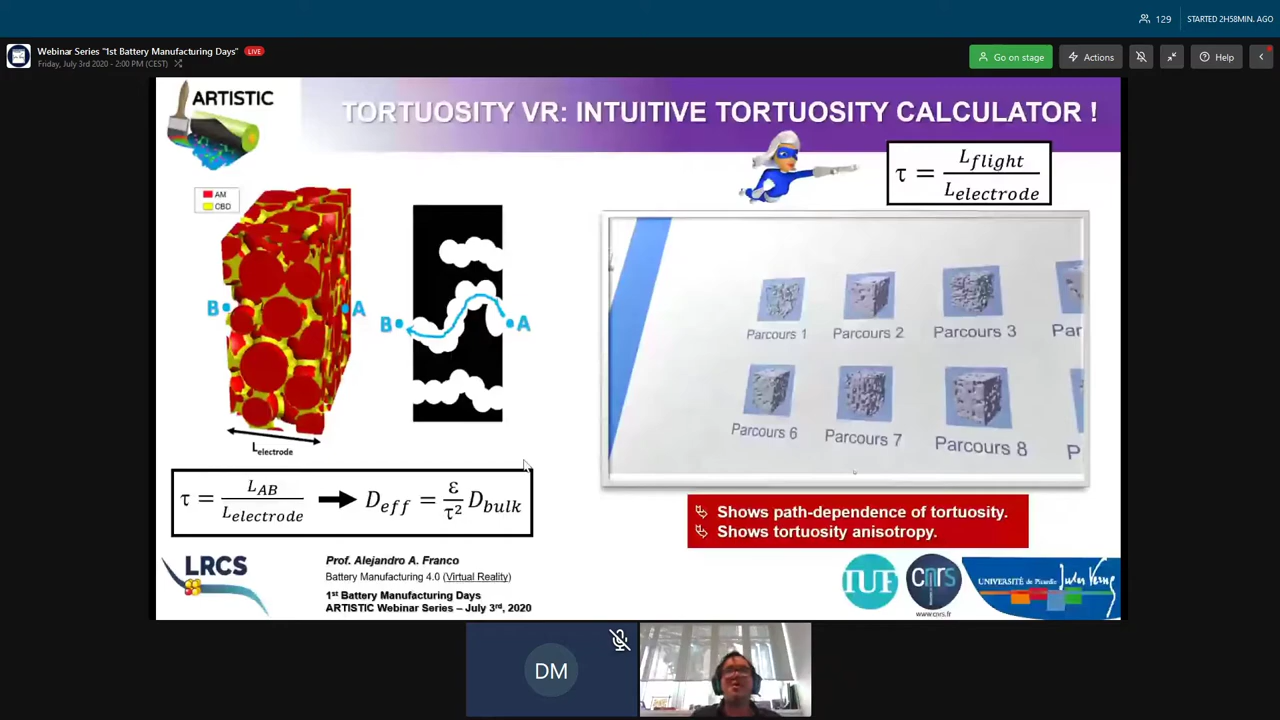 129
STARTED 2H58MIN. AGO
Webinar Series "1st Battery Manufacturing Days" LIVE
Friday, July 3rd 2020 - 2:00 PM (CEST)
Go on stage
Actions
Help
ARTISTIC
TORTUOSITY VR: INTUITIVE TORTUOSITY CALCULATOR !
τ = L_flight / L_electrode
AM
CBD
B A
B A
L_electrode
Parcours 1 Parcours 2 Parcours 3 Par
Parcours 6 Parcours 7 Parcours 8 P
τ = L_AB / L_electrode → D_eff = ε / τ² D_bulk
Shows path-dependence of tortuosity.
Shows tortuosity anisotropy.
LRCS
Prof. Alejandro A. Franco
Battery Manufacturing 4.0 (Virtual Reality)
1st Battery Manufacturing Days
ARTISTIC Webinar Series – July 3rd, 2020
IUF
cnrs
www.cnrs.fr
UNIVERSITÉ de Picardie Jules Verne
DM